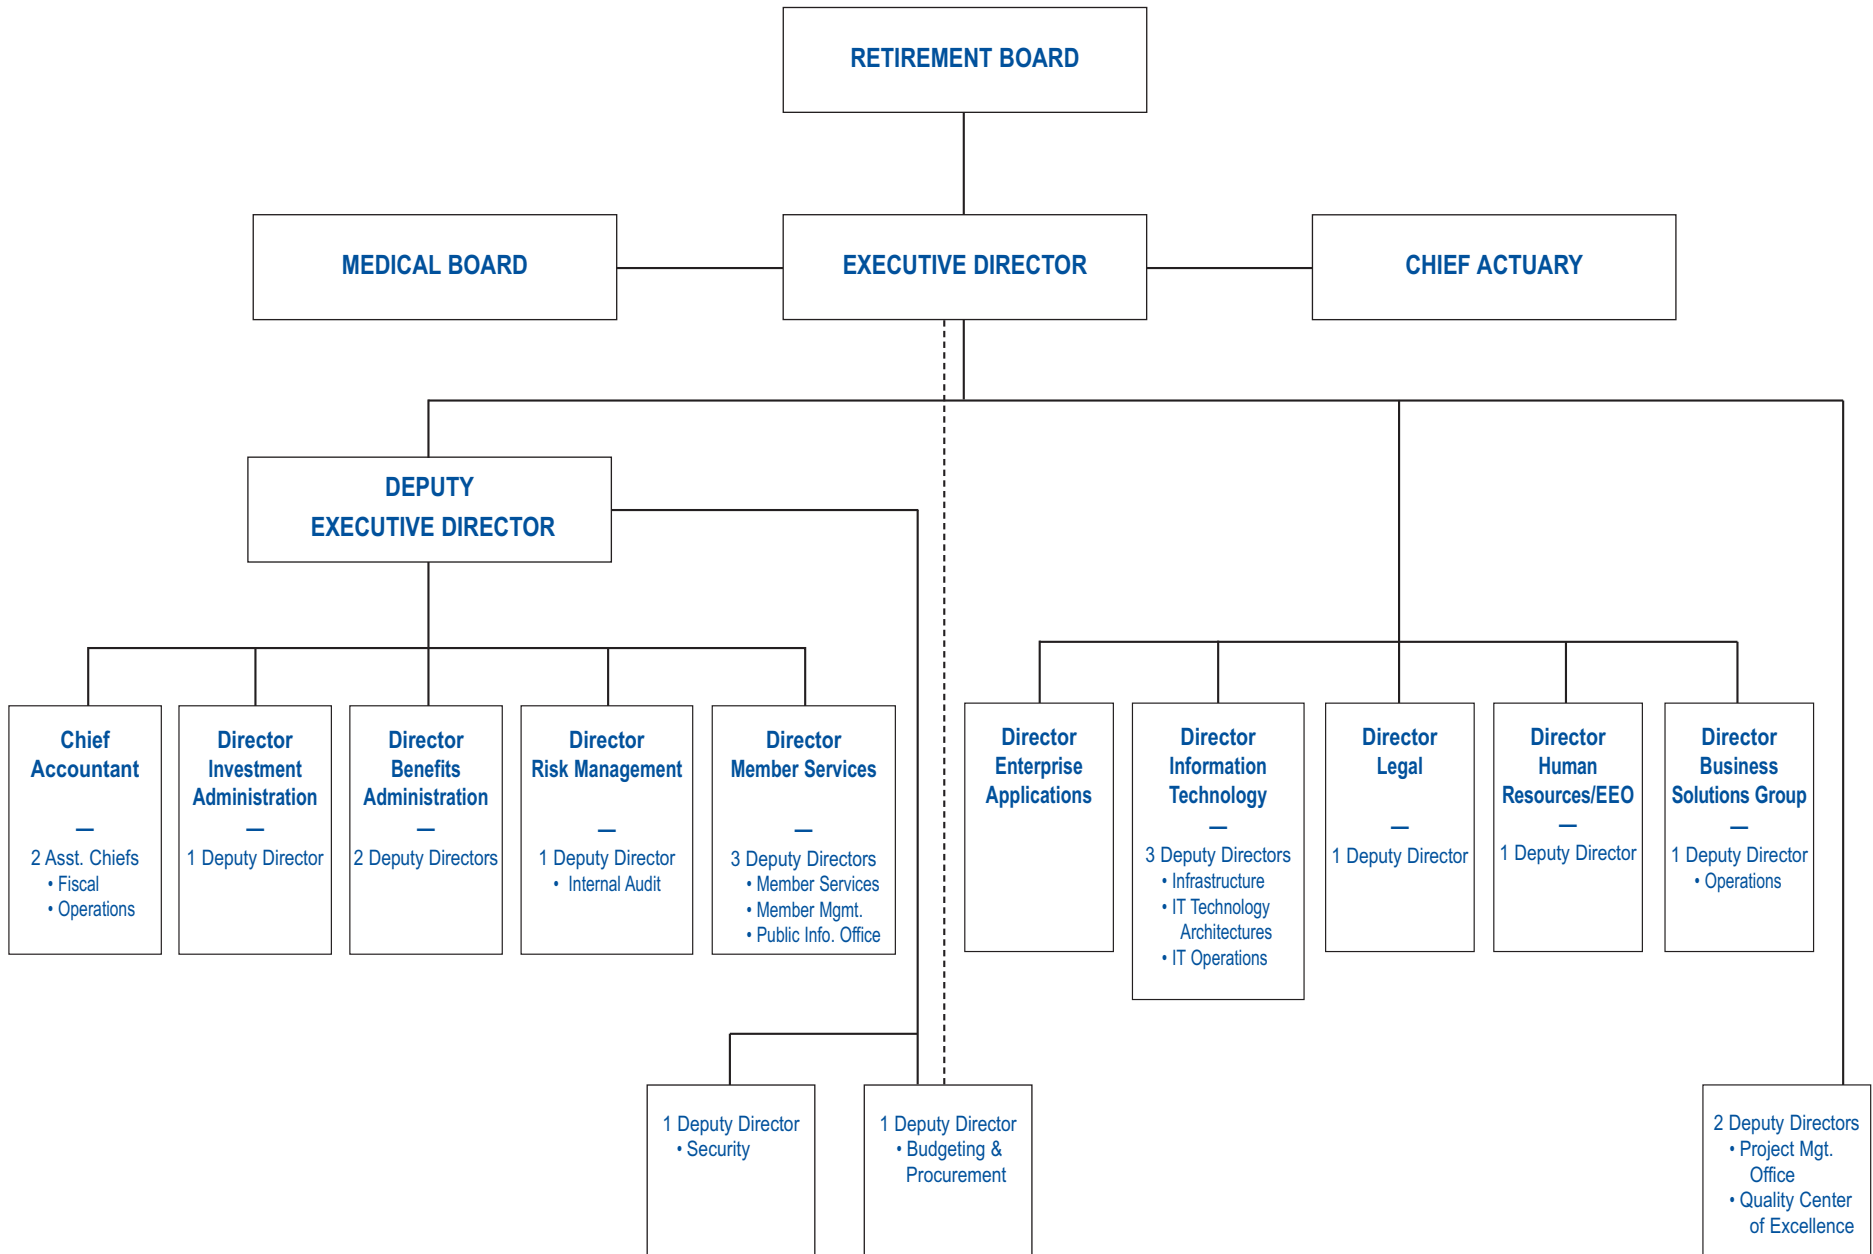 RETIREMENT BOARD
MEDICAL BOARD
EXECUTIVE DIRECTOR
CHIEF ACTUARY
DEPUTY
EXECUTIVE DIRECTOR
Chief
Accountant
—
2 Asst. Chiefs
• Fiscal
• Operations
Director
Investment
Administration
—
1 Deputy Director
Director
Benefits
Administration
—
2 Deputy Directors
Director
Risk Management
—
1 Deputy Director
• Internal Audit
Director
Member Services
—
3 Deputy Directors
• Member Services
• Member Mgmt.
• Public Info. Office
Director
Enterprise
Applications
Director
Information
Technology
—
3 Deputy Directors
• Infrastructure
• IT Technology
Architectures
• IT Operations
Director
Legal
—
1 Deputy Director
Director
Human
Resources/EEO
—
1 Deputy Director
Director
Business
Solutions Group
—
1 Deputy Director
• Operations
1 Deputy Director
• Security
1 Deputy Director
• Budgeting &
Procurement
2 Deputy Directors
• Project Mgt.
Office
• Quality Center
of Excellence